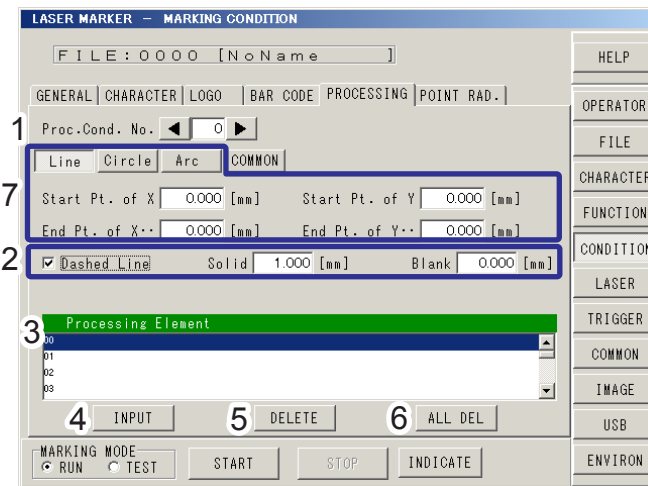 LASER MARKER － MARKING CONDITION
FILE:0000 [NoName ]
HELP
GENERAL CHARACTER LOGO BAR CODE PROCESSING POINT RAD.
OPERATOR
1 Proc.Cond. No. ◀ 0 ▶
FILE
Line Circle Arc COMMON
CHARACTER
7 Start Pt. of X 0.000 [mm] Start Pt. of Y 0.000 [mm]
FUNCTION
End Pt. of X·· 0.000 [mm] End Pt. of Y·· 0.000 [mm]
CONDITION
2 Dashed Line Solid 1.000 [mm] Blank 0.000 [mm]
LASER
TRIGGER
Processing Element
3 00
01
COMMON
02
03
IMAGE
4 INPUT 5 DELETE 6 ALL DEL
USB
MARKING MODE
RUN TEST START STOP INDICATE
ENVIRON